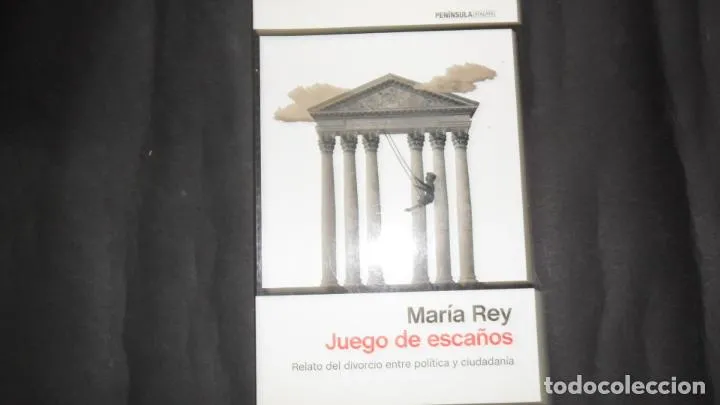 PENÍNSULA
María Rey
Juego de escaños
Relato del divorcio entre política y ciudadanía
todocoleccion